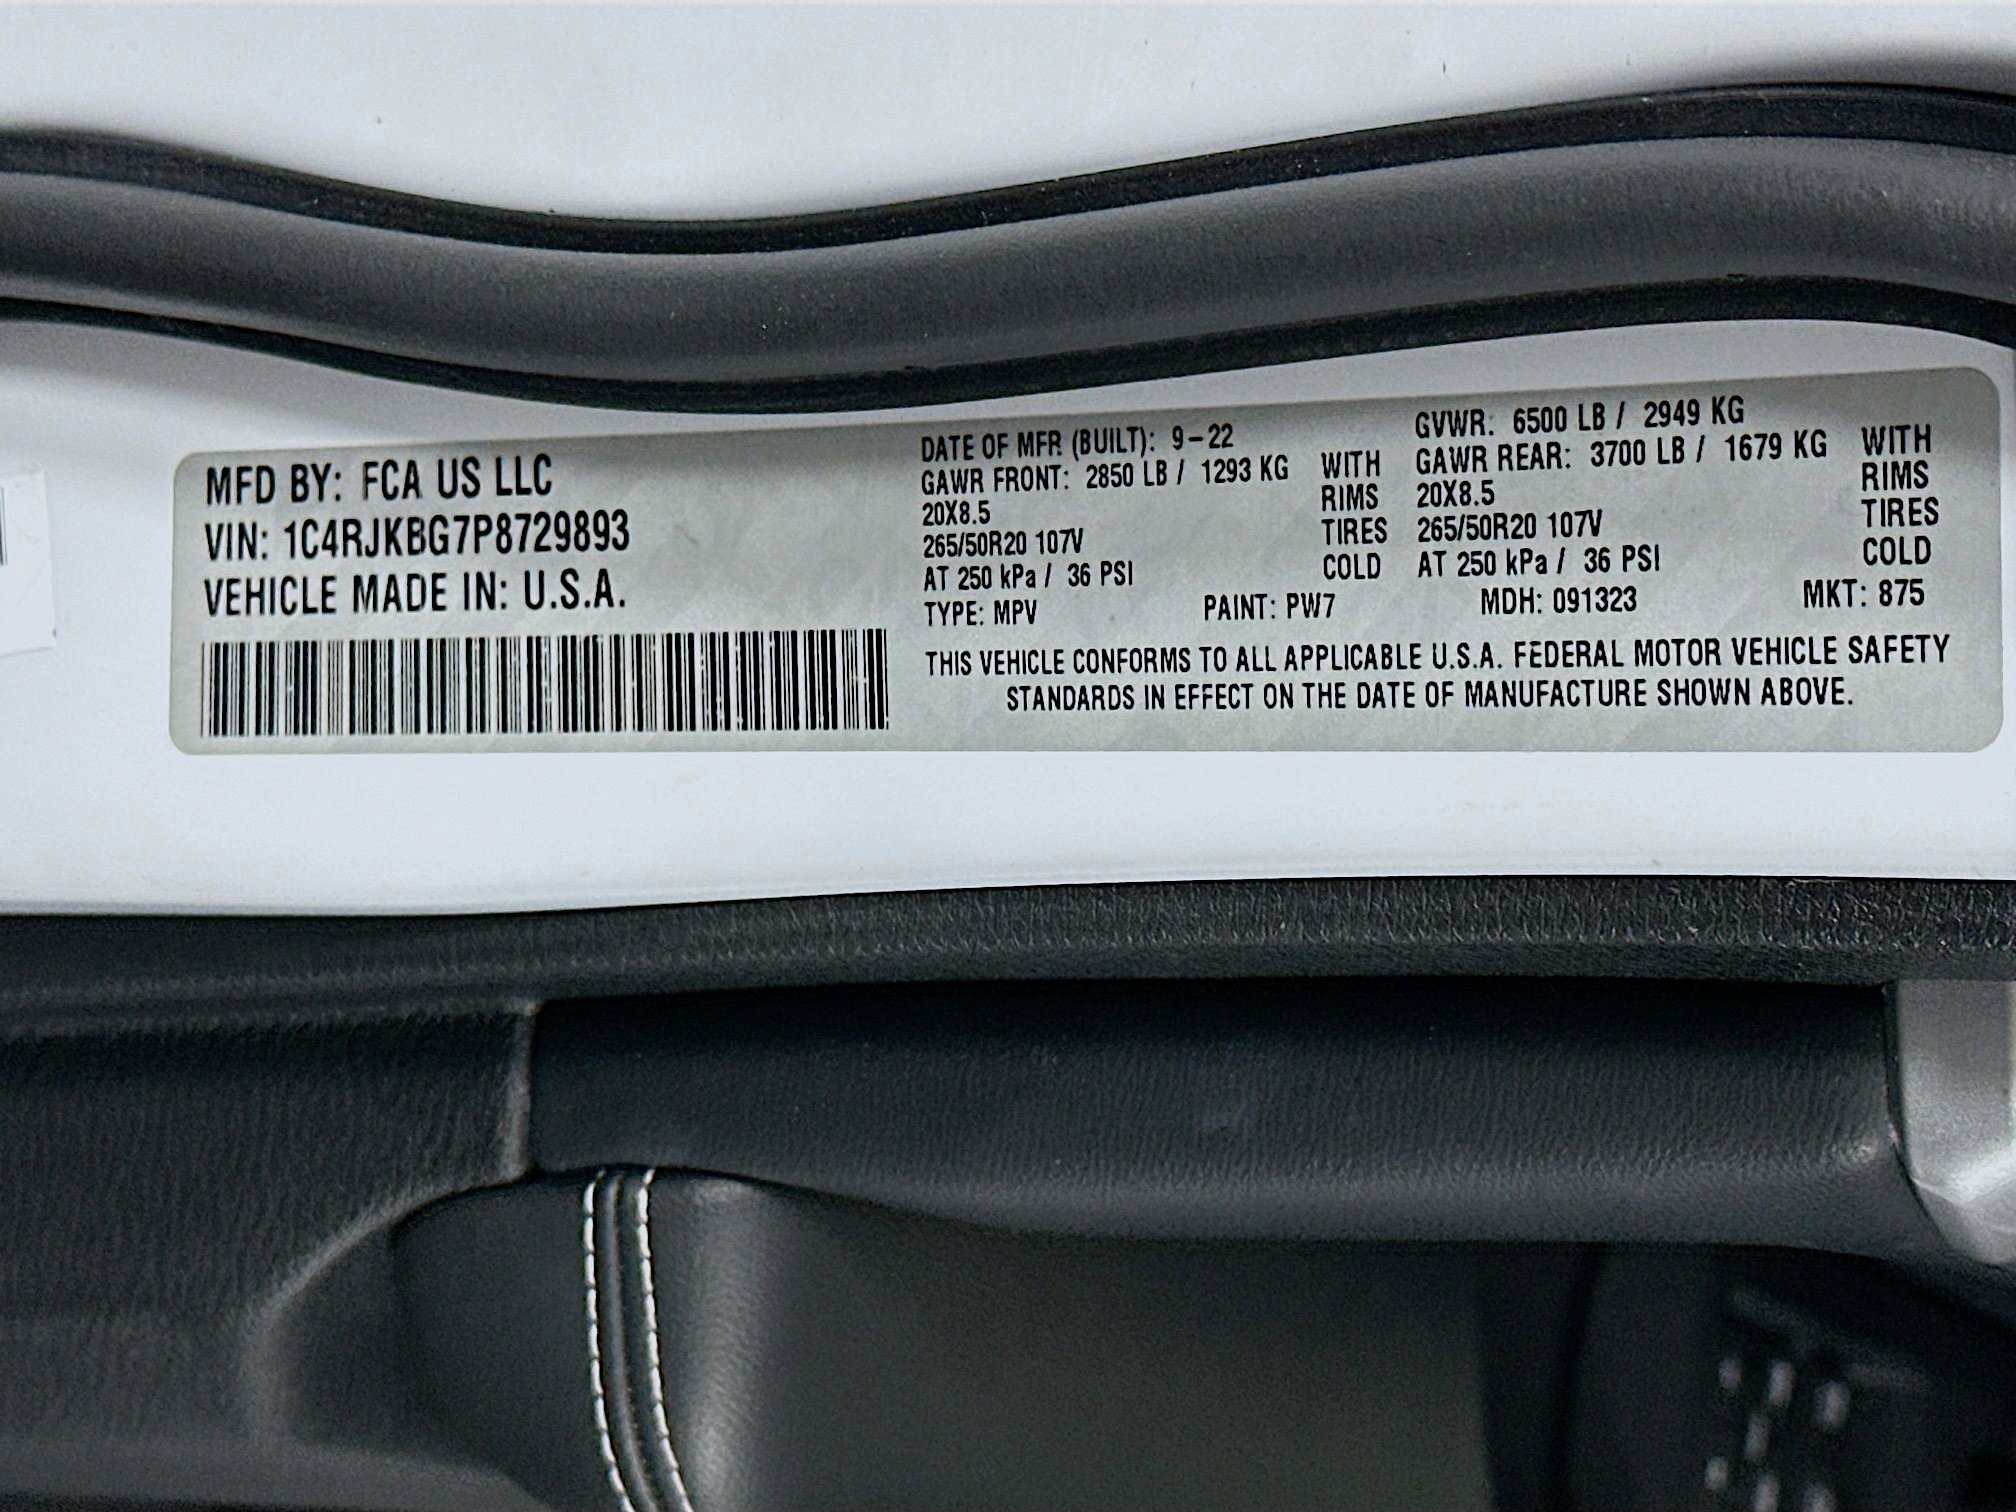 MFD BY: FCA US LLC
VIN: 1C4RJKBG7P8729893
VEHICLE MADE IN: U.S.A.
DATE OF MFR (BUILT): 9-22
GAWR FRONT: 2850 LB / 1293 KG WITH
20X8.5 RIMS
265/50R20 107V TIRES
AT 250 kPa / 36 PSI COLD
GVWR: 6500 LB / 2949 KG
GAWR REAR: 3700 LB / 1679 KG WITH
20X8.5 RIMS
265/50R20 107V TIRES
AT 250 kPa / 36 PSI COLD
TYPE: MPV PAINT: PW7 MDH: 091323 MKT: 875
THIS VEHICLE CONFORMS TO ALL APPLICABLE U.S.A. FEDERAL MOTOR VEHICLE SAFETY
STANDARDS IN EFFECT ON THE DATE OF MANUFACTURE SHOWN ABOVE.